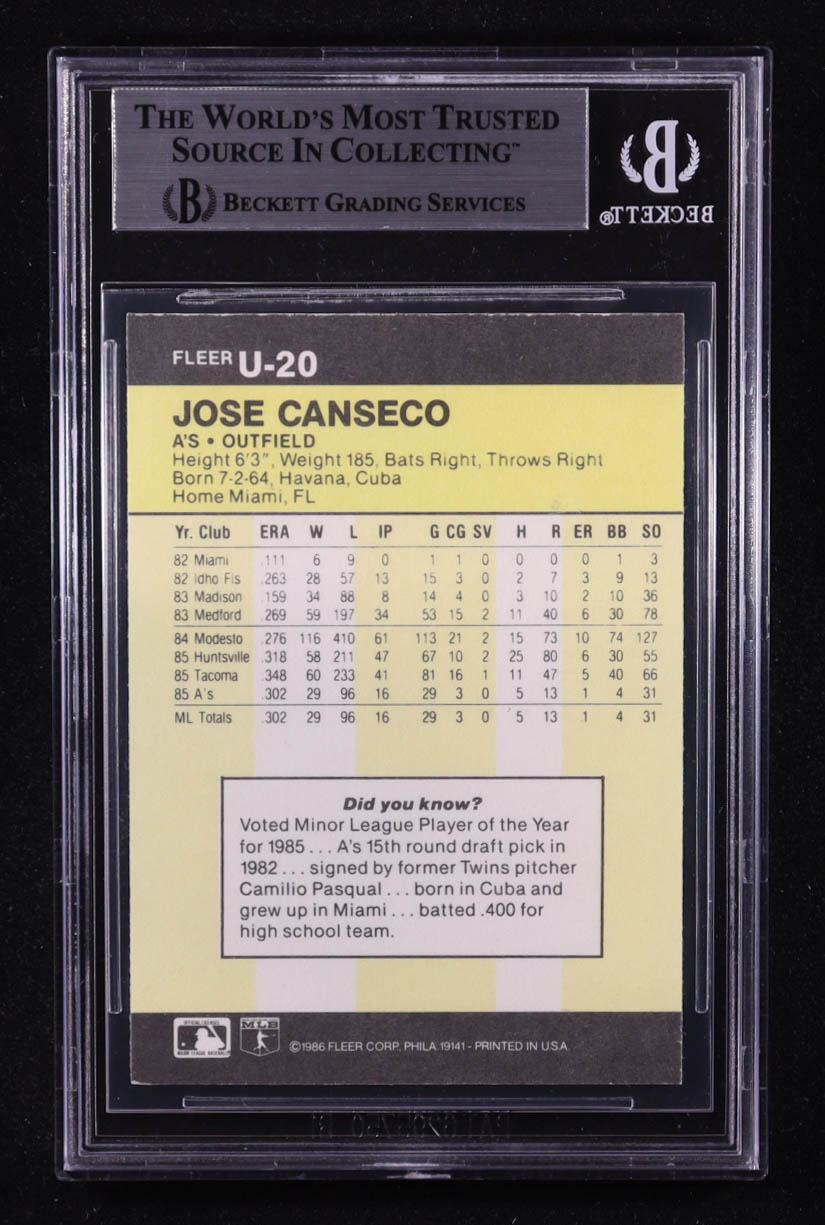 THE WORLD'S MOST TRUSTED
SOURCE IN COLLECTING™
B BECKETT GRADING SERVICES
B
BECKETT®
FLEER U-20
JOSE CANSECO
A'S • OUTFIELD
Height 6'3", Weight 185, Bats Right, Throws Right
Born 7-2-64, Havana, Cuba
Home Miami, FL
Yr. Club ERA W L IP G CG SV H R ER BB SO
82 Miami .111 6 9 0 1 1 0 0 0 0 1 3
82 Idho Fls .263 28 57 13 15 3 0 2 7 3 9 13
83 Madison .159 34 88 8 14 4 0 3 10 2 10 36
83 Medford .269 59 197 34 53 15 2 11 40 6 30 78
84 Modesto .276 116 410 61 113 21 2 15 73 10 74 127
85 Huntsville .318 58 211 47 67 10 2 25 80 6 30 55
85 Tacoma .348 60 233 41 81 16 1 11 47 5 40 66
85 A's .302 29 96 16 29 3 0 5 13 1 4 31
ML Totals .302 29 96 16 29 3 0 5 13 1 4 31
Did you know?
Voted Minor League Player of the Year
for 1985 . . . A's 15th round draft pick in
1982 . . . signed by former Twins pitcher
Camilio Pasqual . . . born in Cuba and
grew up in Miami . . . batted .400 for
high school team.
MLB
©1986 FLEER CORP., PHILA. 19141 - PRINTED IN U.S.A.